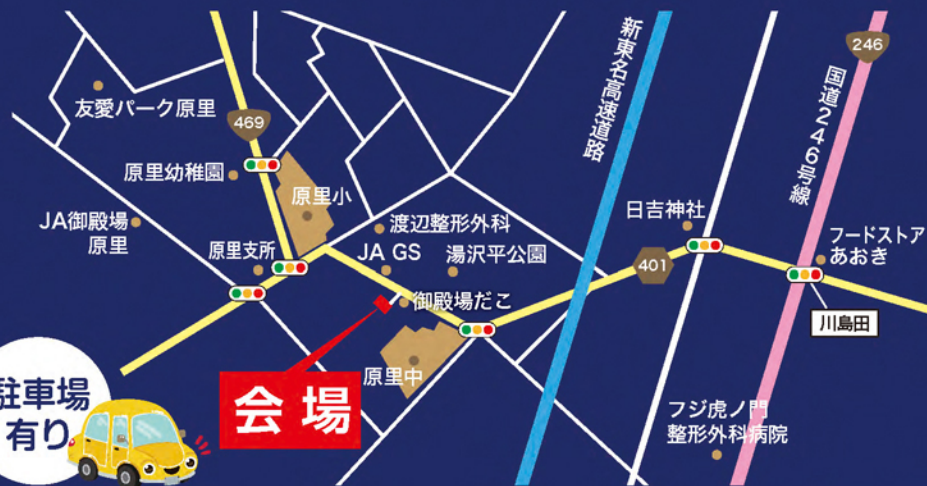 246
新東名高速道路
国道246号線
友愛パーク原里
469
原里幼稚園
原里小
JA御殿場
原里
渡辺整形外科
日吉神社
フードストア
あおき
原里支所
JA GS
湯沢平公園
401
御殿場だこ
川島田
原里中
会場
駐車場
有り
フジ虎ノ門
整形外科病院